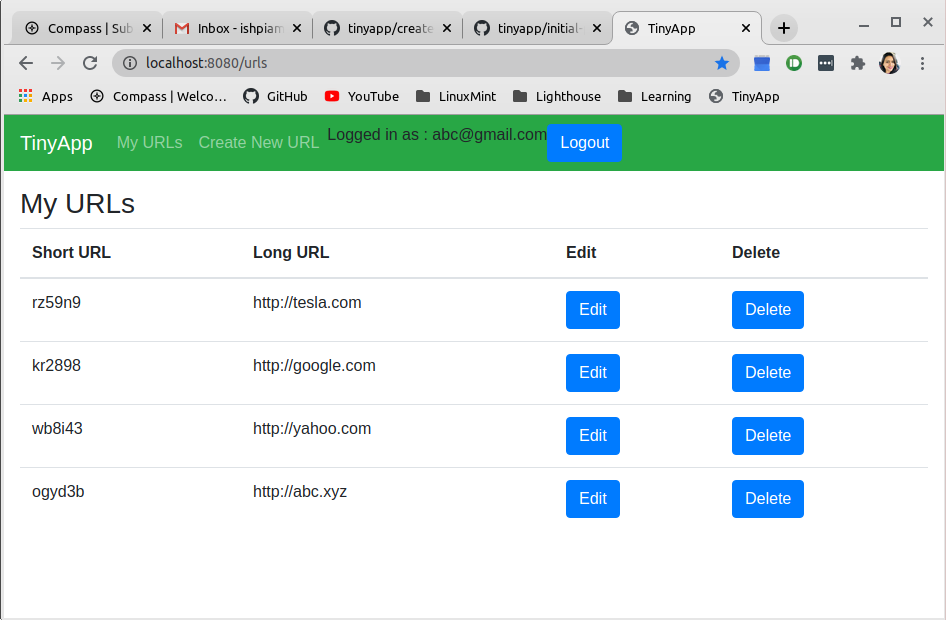 Compass | Sub
Inbox - ishpiam
tinyapp/create
tinyapp/initial-
TinyApp
localhost:8080/urls
Apps
Compass | Welco...
GitHub
YouTube
LinuxMint
Lighthouse
Learning
TinyApp
TinyApp
My URLs
Create New URL
Logged in as : abc@gmail.com
Logout
My URLs
Short URL Long URL Edit Delete
rz59n9 http://tesla.com Edit Delete
kr2898 http://google.com Edit Delete
wb8i43 http://yahoo.com Edit Delete
ogyd3b http://abc.xyz Edit Delete